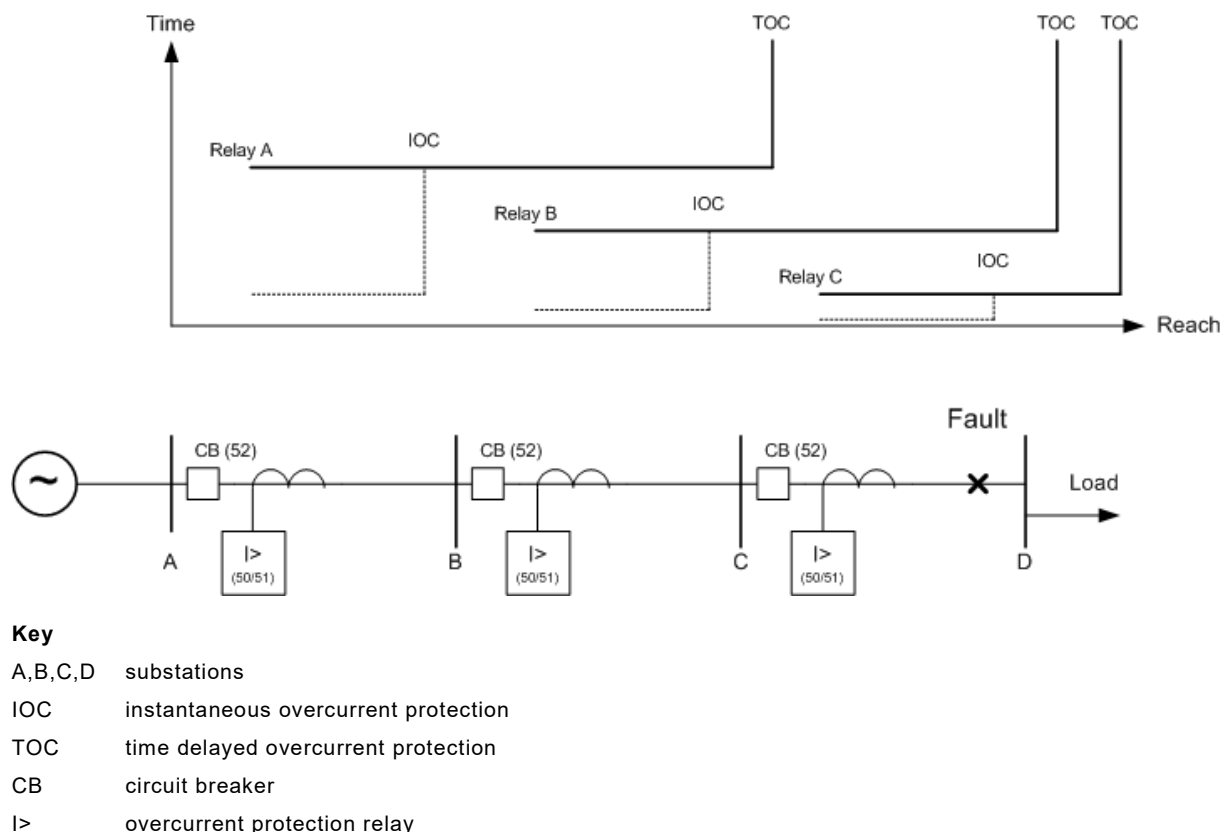 Time
TOC TOC TOC
IOC
Relay A
IOC
Relay B
IOC
Relay C
Reach
Fault
CB (52) CB (52) CB (52)
~
Load
I> I> I>
(50/51) (50/51) (50/51)
A B C D
Key
A,B,C,D substations
IOC instantaneous overcurrent protection
TOC time delayed overcurrent protection
CB circuit breaker
I> overcurrent protection relay